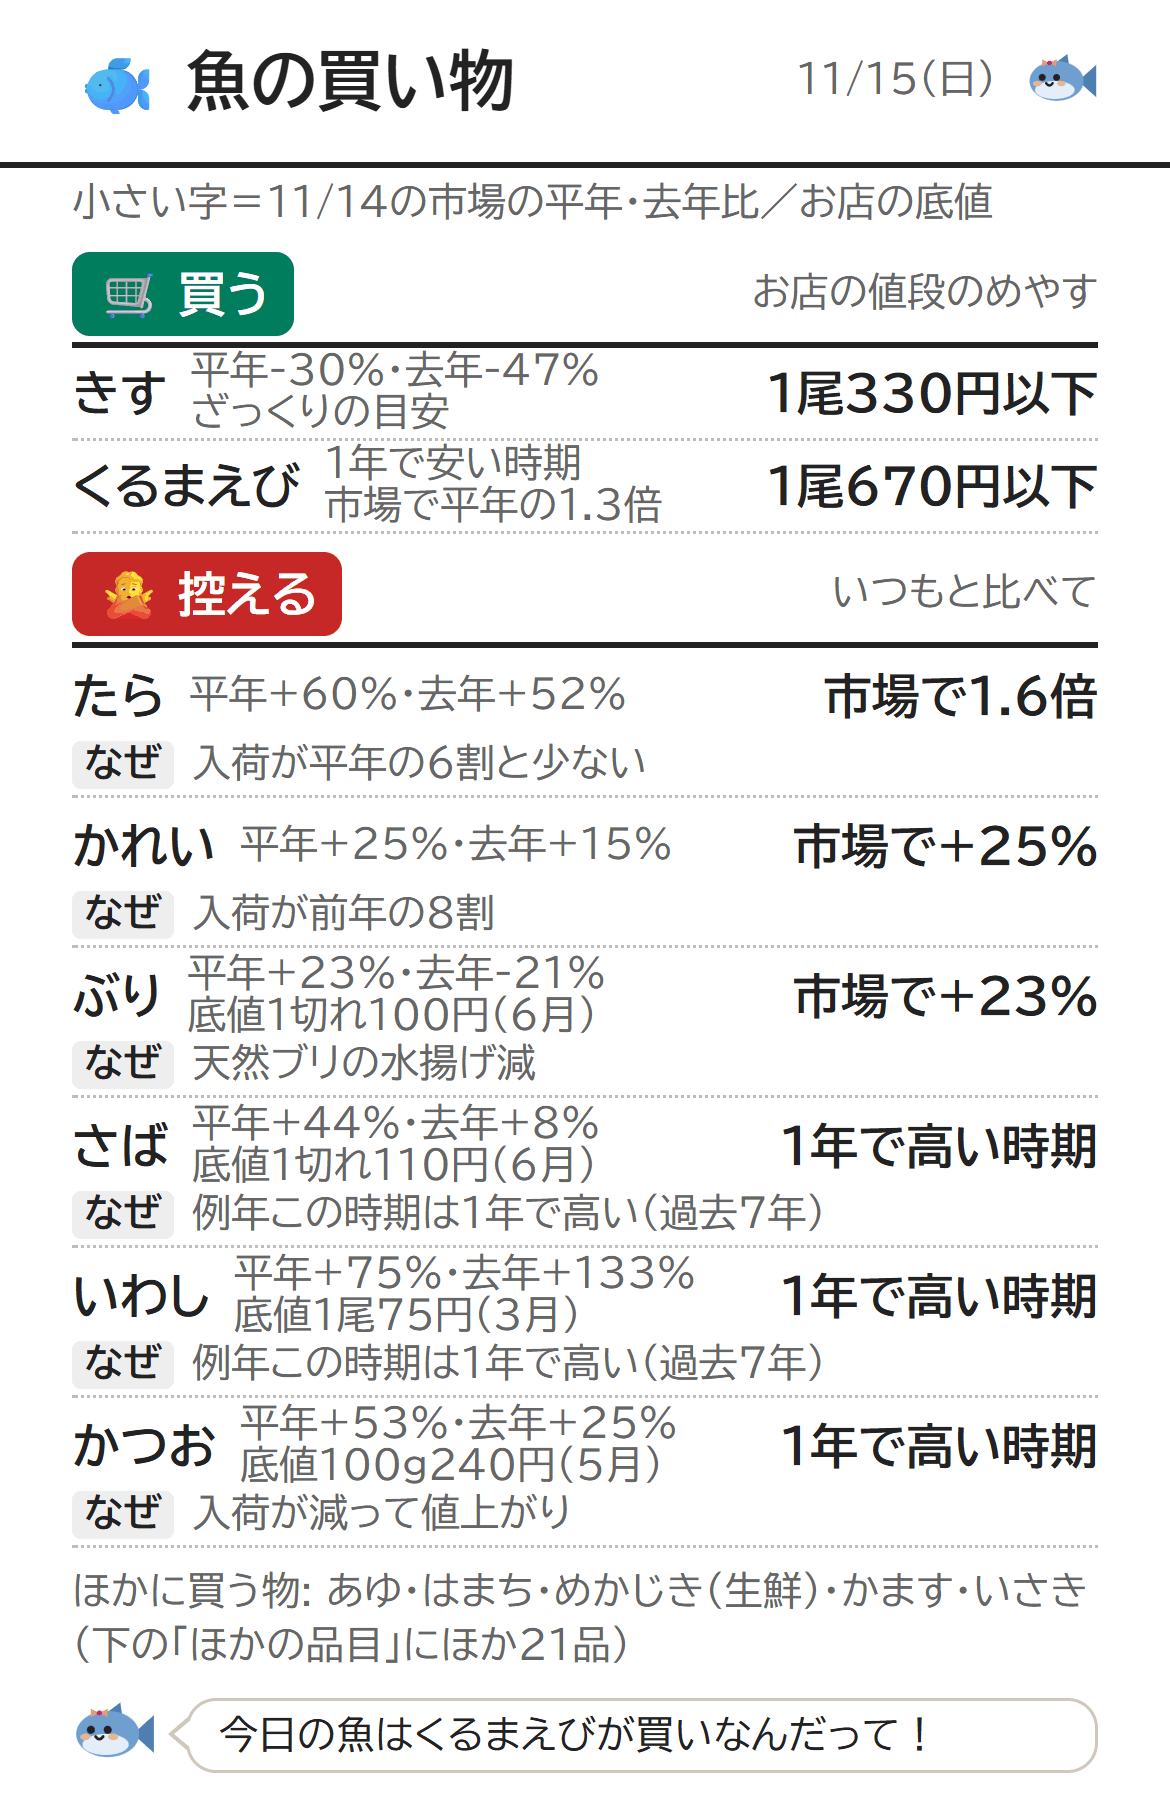 魚の買い物
11/15(日)
小さい字=11/14の市場の平年・去年比／お店の底値
買う
お店の値段のめやす
きす
平年-30%・去年-47%
ざっくりの目安
1尾330円以下
くるまえび
1年で安い時期
市場で平年の1.3倍
1尾670円以下
控える
いつもと比べて
たら
平年+60%・去年+52%
市場で1.6倍
なぜ 入荷が平年の6割と少ない
かれい
平年+25%・去年+15%
市場で+25%
なぜ 入荷が前年の8割
ぶり
平年+23%・去年-21%
底値1切れ100円(6月)
市場で+23%
なぜ 天然ブリの水揚げ減
さば
平年+44%・去年+8%
底値1切れ110円(6月)
1年で高い時期
なぜ 例年この時期は1年で高い(過去7年)
いわし
平年+75%・去年+133%
底値1尾75円(3月)
1年で高い時期
なぜ 例年この時期は1年で高い(過去7年)
かつお
平年+53%・去年+25%
底値100g240円(5月)
1年で高い時期
なぜ 入荷が減って値上がり
ほかに買う物: あゆ・はまち・めかじき(生鮮)・かます・いさき
(下の「ほかの品目」にほか21品)
今日の魚はくるまえびが買いなんだって！